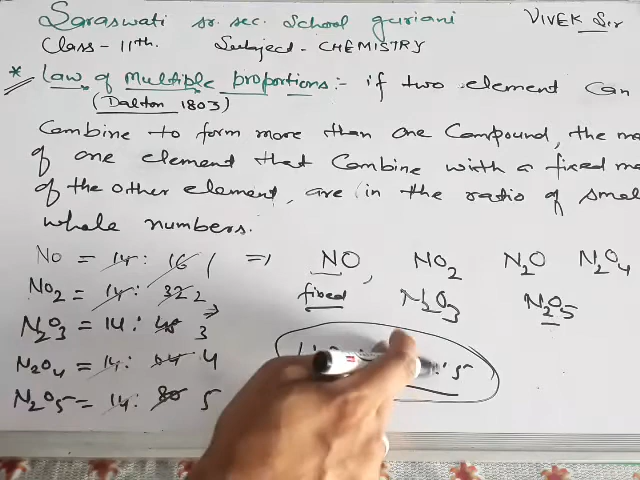 Saraswati sr. sec. School guriani VIVEK Sir
Class - 11th. Subject - CHEMISTRY
* Law of Multiple proportions :- if two element Can
(Dalton 1803)
Combine to form more than one Compound, the ma
of one element that Combine with a fixed ma
of the other element, are in the ratio of small
whole numbers.
No = 14 : 16 1 => NO, NO2 N2O N2O4
NO2 = 14 : 32 2 fixed N2O3 N2O5
N2O3 = 14 : 48 3
N2O4 = 14 : 64 4 : 5
N2O5 = 14 : 80 5